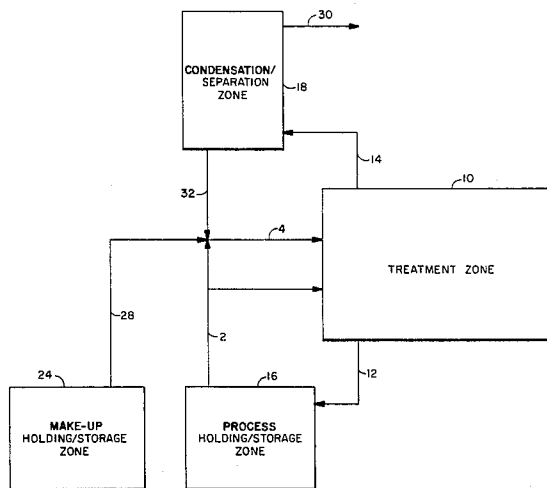 30
CONDENSATION/
SEPARATION
ZONE
18
14
10
32
4
TREATMENT ZONE
28
2
12
24
16
MAKE-UP
HOLDING/STORAGE
ZONE
PROCESS
HOLDING/STORAGE
ZONE